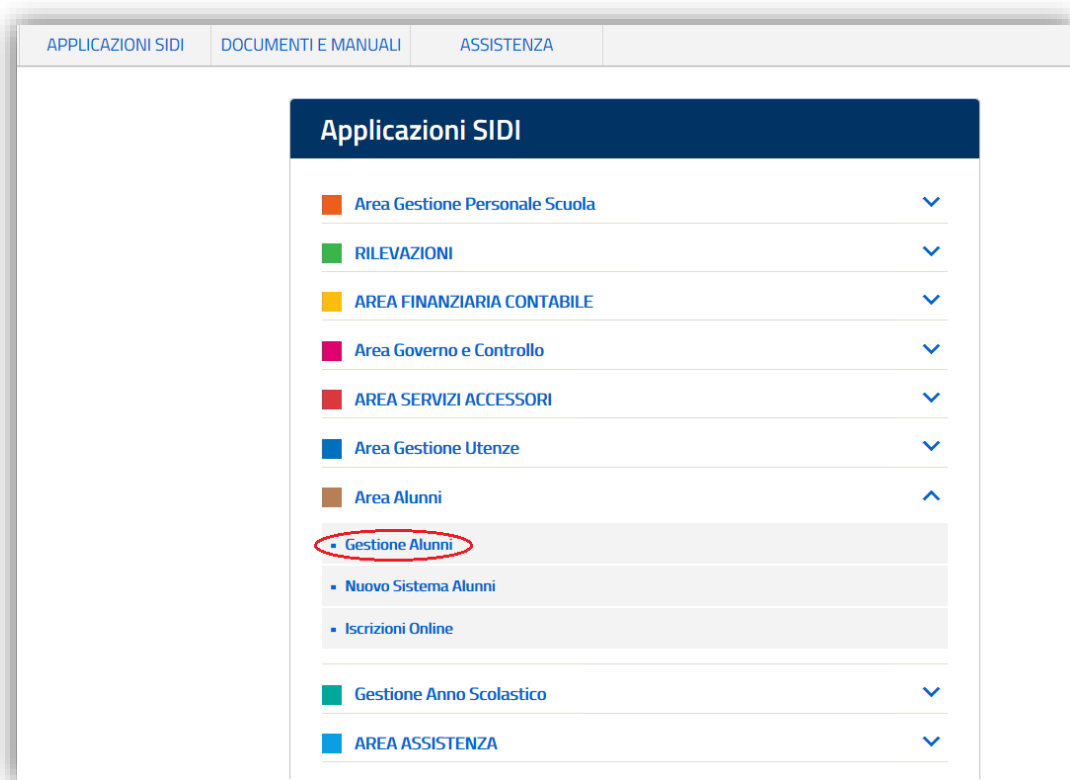 APPLICAZIONI SIDI
DOCUMENTI E MANUALI
ASSISTENZA
Applicazioni SIDI
Area Gestione Personale Scuola
RILEVAZIONI
AREA FINANZIARIA CONTABILE
Area Governo e Controllo
AREA SERVIZI ACCESSORI
Area Gestione Utenze
Area Alunni
Gestione Alunni
Nuovo Sistema Alunni
Iscrizioni Online
Gestione Anno Scolastico
AREA ASSISTENZA